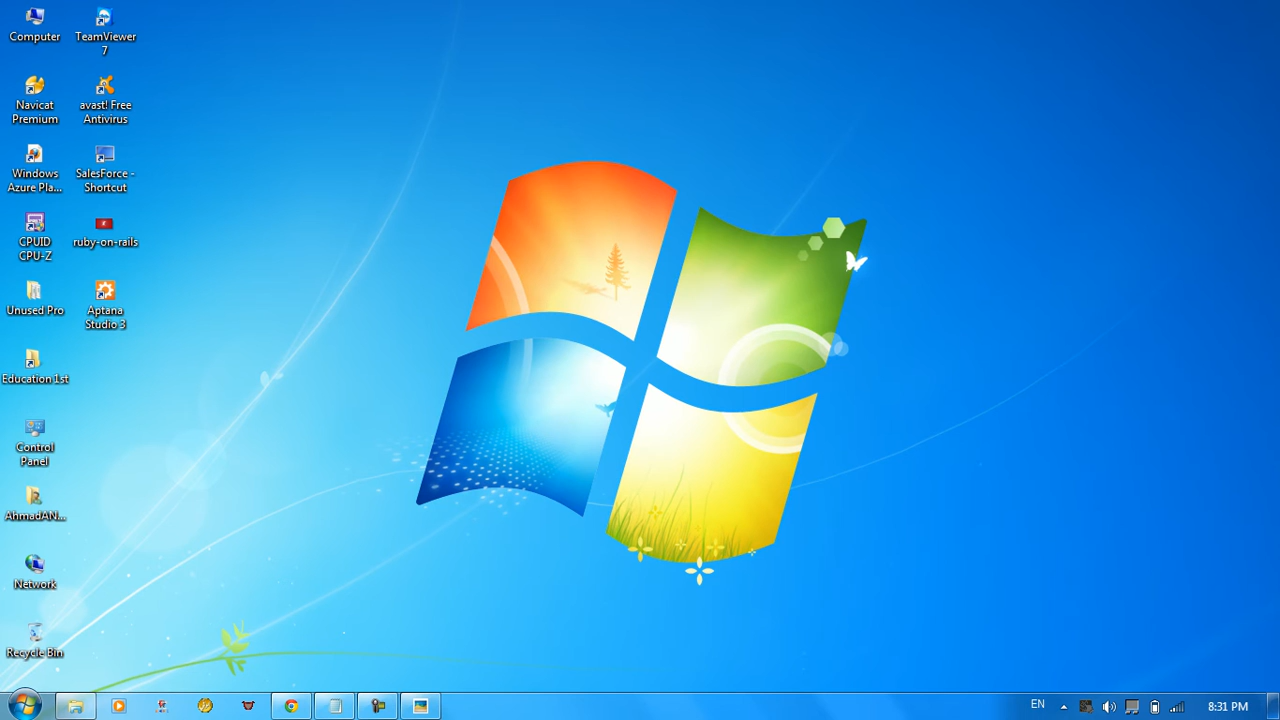 Computer
TeamViewer
7
Navicat
Premium
avast! Free
Antivirus
Windows
Azure Pla...
SalesForce -
Shortcut
CPUID
CPU-Z
ruby-on-rails
Unused Pro
Aptana
Studio 3
Education 1st
Control
Panel
AhmadAN...
Network
Recycle Bin
EN
8:31 PM